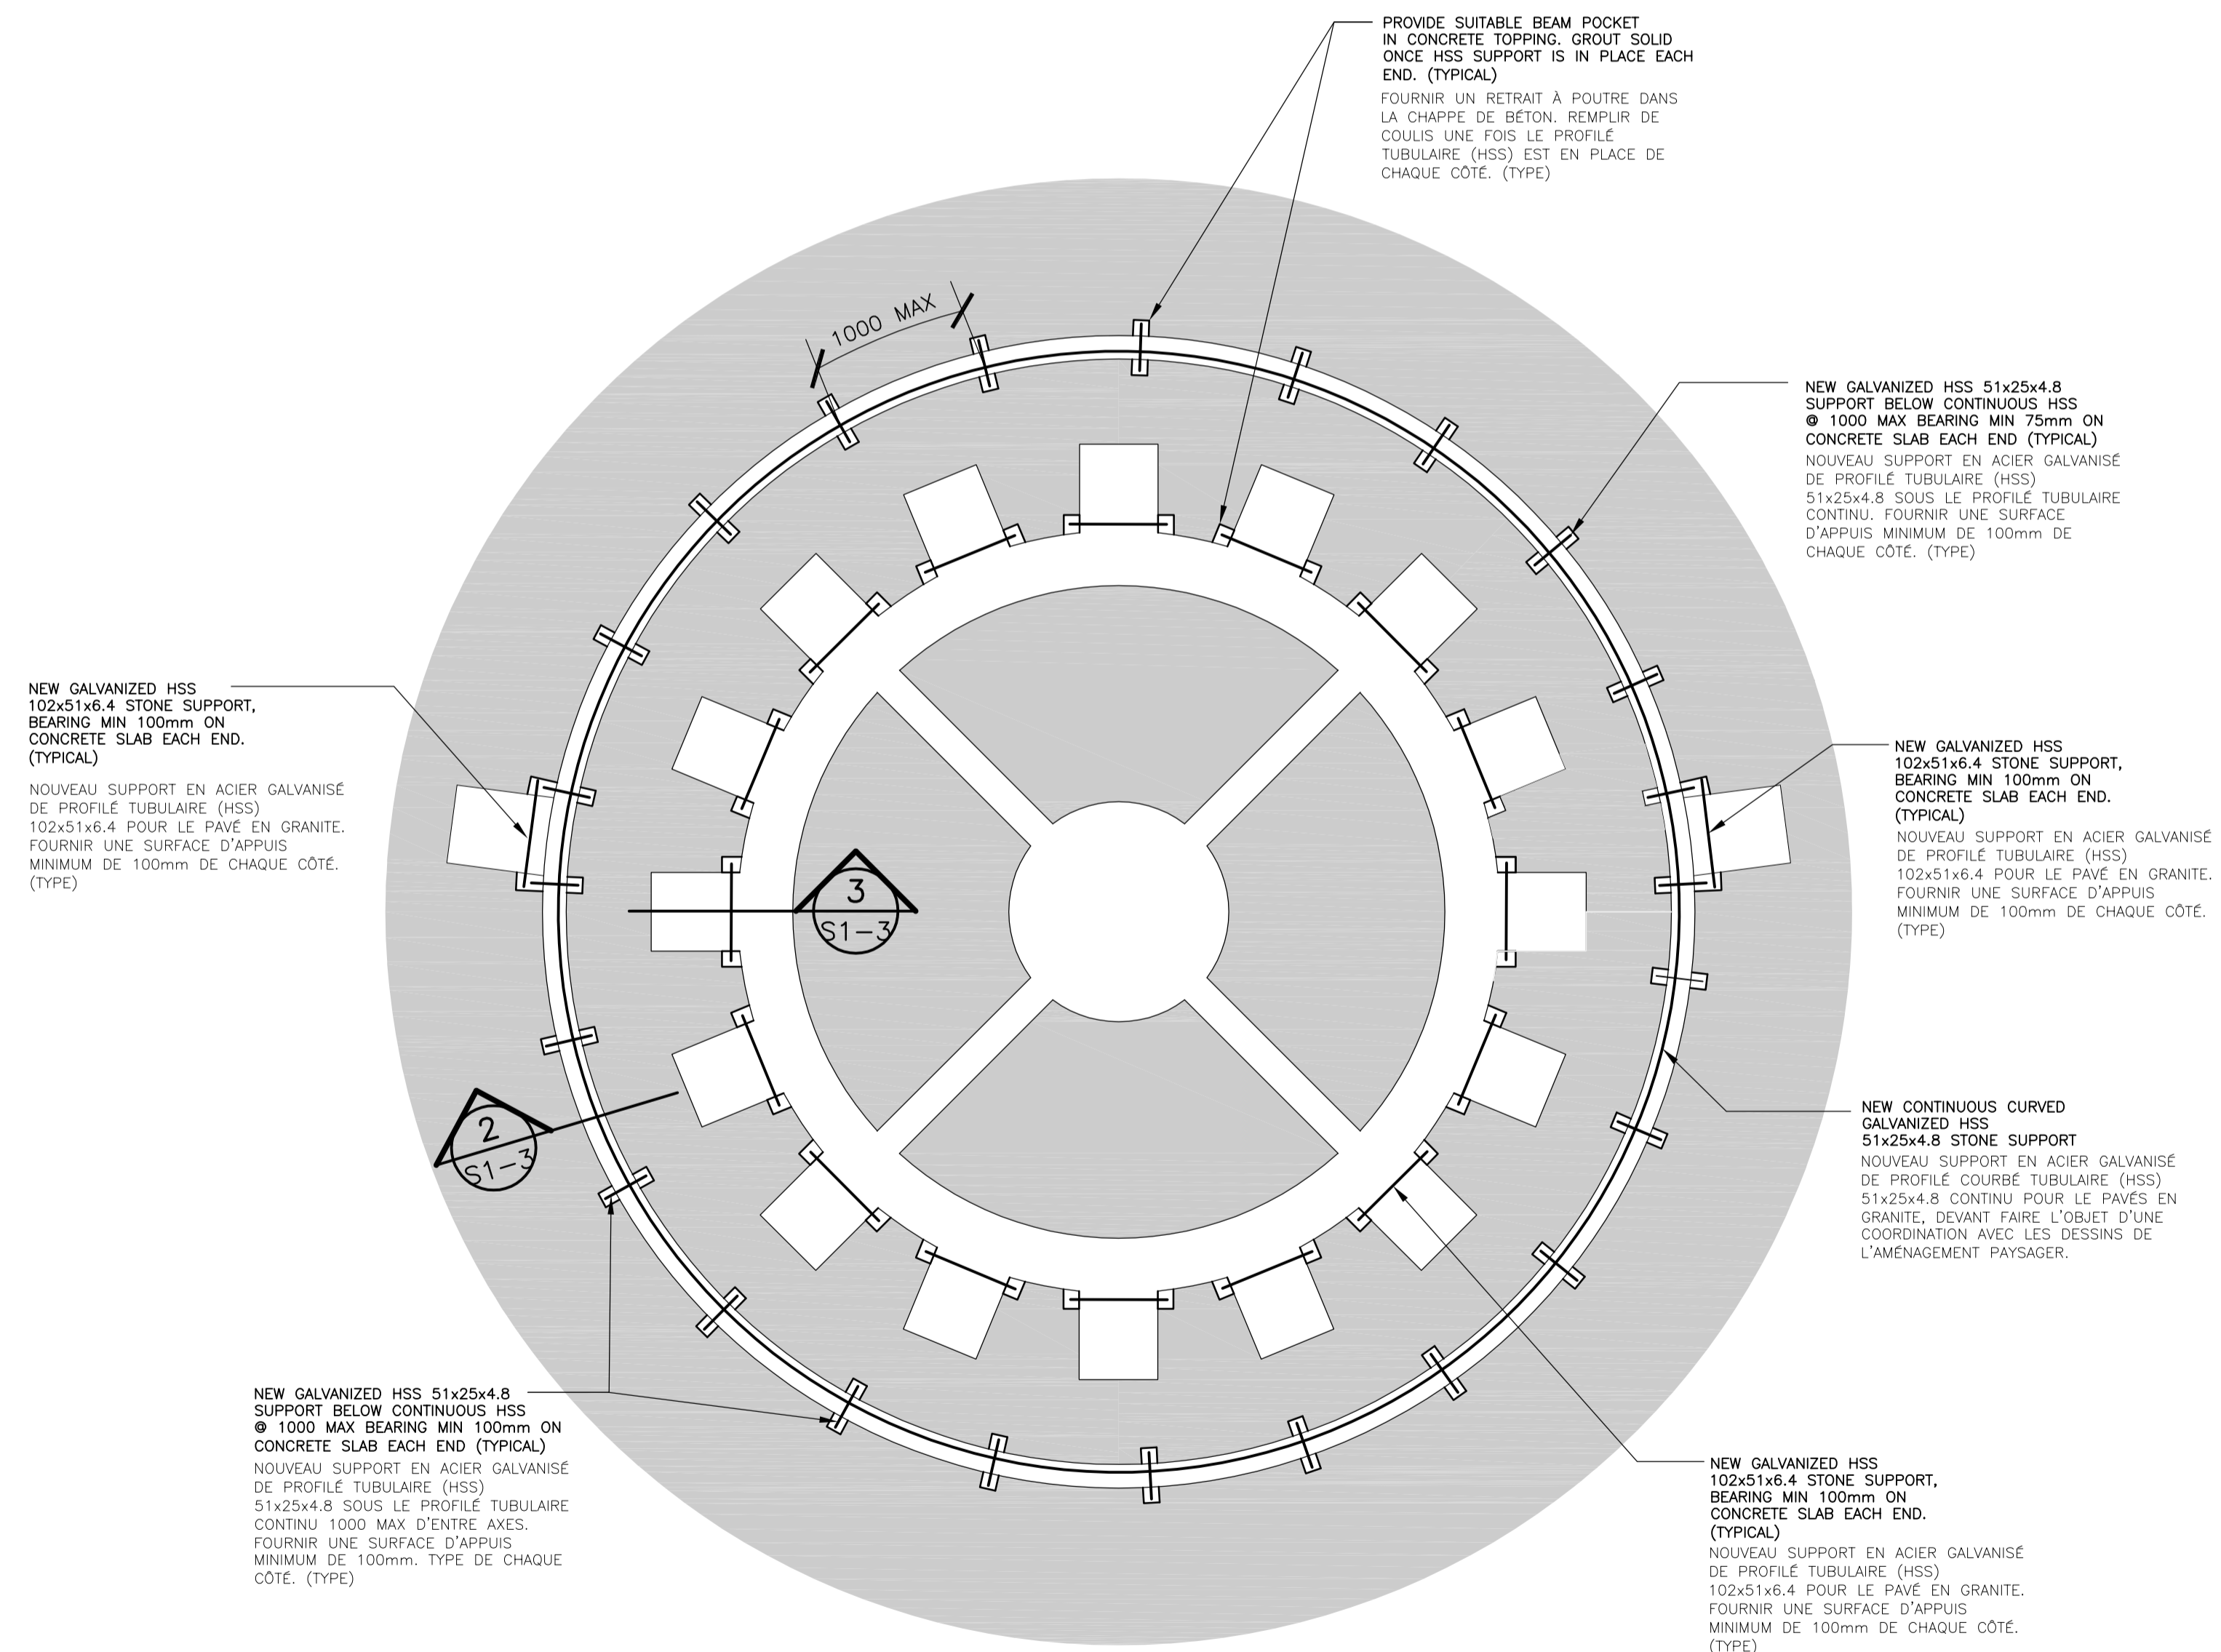 PROVIDE SUITABLE BEAM POCKET
IN CONCRETE TOPPING. GROUT SOLID
ONCE HSS SUPPORT IS IN PLACE EACH
END. (TYPICAL)
FOURNIR UN RETRAIT À POUTRE DANS
LA CHAPPE DE BÉTON. REMPLIR DE
COULIS UNE FOIS LE PROFILÉ
TUBULAIRE (HSS) EST EN PLACE DE
CHAQUE CÔTÉ. (TYPE)
1000 MAX
NEW GALVANIZED HSS 51x25x4.8
SUPPORT BELOW CONTINUOUS HSS
@ 1000 MAX BEARING MIN 75mm ON
CONCRETE SLAB EACH END (TYPICAL)
NOUVEAU SUPPORT EN ACIER GALVANISÉ
DE PROFILÉ TUBULAIRE (HSS)
51x25x4.8 SOUS LE PROFILÉ TUBULAIRE
CONTINU. FOURNIR UNE SURFACE
D'APPUIS MINIMUM DE 100mm DE
CHAQUE CÔTÉ. (TYPE)
NEW GALVANIZED HSS
102x51x6.4 STONE SUPPORT,
BEARING MIN 100mm ON
CONCRETE SLAB EACH END.
(TYPICAL)
NOUVEAU SUPPORT EN ACIER GALVANISÉ
DE PROFILÉ TUBULAIRE (HSS)
102x51x6.4 POUR LE PAVÉ EN GRANITE.
FOURNIR UNE SURFACE D'APPUIS
MINIMUM DE 100mm DE CHAQUE CÔTÉ.
(TYPE)
NEW GALVANIZED HSS
102x51x6.4 STONE SUPPORT,
BEARING MIN 100mm ON
CONCRETE SLAB EACH END.
(TYPICAL)
NOUVEAU SUPPORT EN ACIER GALVANISÉ
DE PROFILÉ TUBULAIRE (HSS)
102x51x6.4 POUR LE PAVÉ EN GRANITE.
FOURNIR UNE SURFACE D'APPUIS
MINIMUM DE 100mm DE CHAQUE CÔTÉ.
(TYPE)
3
S1-3
2
S1-3
NEW CONTINUOUS CURVED
GALVANIZED HSS
51x25x4.8 STONE SUPPORT
NOUVEAU SUPPORT EN ACIER GALVANISÉ
DE PROFILÉ COURBÉ TUBULAIRE (HSS)
51x25x4.8 CONTINU POUR LE PAVÉS EN
GRANITE, DEVANT FAIRE L'OBJET D'UNE
COORDINATION AVEC LES DESSINS DE
L'AMÉNAGEMENT PAYSAGER.
NEW GALVANIZED HSS 51x25x4.8
SUPPORT BELOW CONTINUOUS HSS
@ 1000 MAX BEARING MIN 100mm ON
CONCRETE SLAB EACH END (TYPICAL)
NOUVEAU SUPPORT EN ACIER GALVANISÉ
DE PROFILÉ TUBULAIRE (HSS)
51x25x4.8 SOUS LE PROFILÉ TUBULAIRE
CONTINU 1000 MAX D'ENTRE AXES.
FOURNIR UNE SURFACE D'APPUIS
MINIMUM DE 100mm. TYPE DE CHAQUE
CÔTÉ. (TYPE)
NEW GALVANIZED HSS
102x51x6.4 STONE SUPPORT,
BEARING MIN 100mm ON
CONCRETE SLAB EACH END.
(TYPICAL)
NOUVEAU SUPPORT EN ACIER GALVANISÉ
DE PROFILÉ TUBULAIRE (HSS)
102x51x6.4 POUR LE PAVÉ EN GRANITE.
FOURNIR UNE SURFACE D'APPUIS
MINIMUM DE 100mm DE CHAQUE CÔTÉ.
(TYPE)